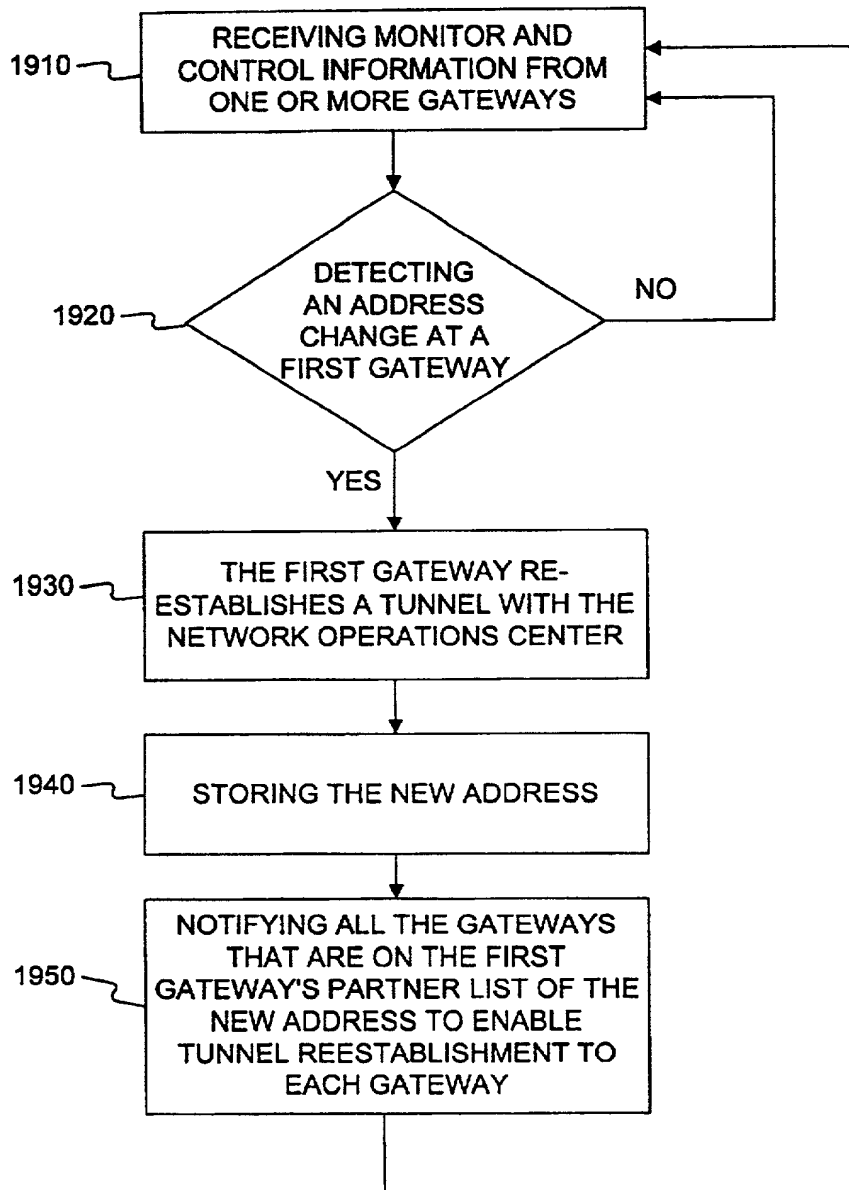 1910
RECEIVING MONITOR AND
CONTROL INFORMATION FROM
ONE OR MORE GATEWAYS
1920
DETECTING
AN ADDRESS
CHANGE AT A
FIRST GATEWAY
NO
YES
1930
THE FIRST GATEWAY RE-
ESTABLISHES A TUNNEL WITH THE
NETWORK OPERATIONS CENTER
1940
STORING THE NEW ADDRESS
1950
NOTIFYING ALL THE GATEWAYS
THAT ARE ON THE FIRST
GATEWAY'S PARTNER LIST OF THE
NEW ADDRESS TO ENABLE
TUNNEL REESTABLISHMENT TO
EACH GATEWAY